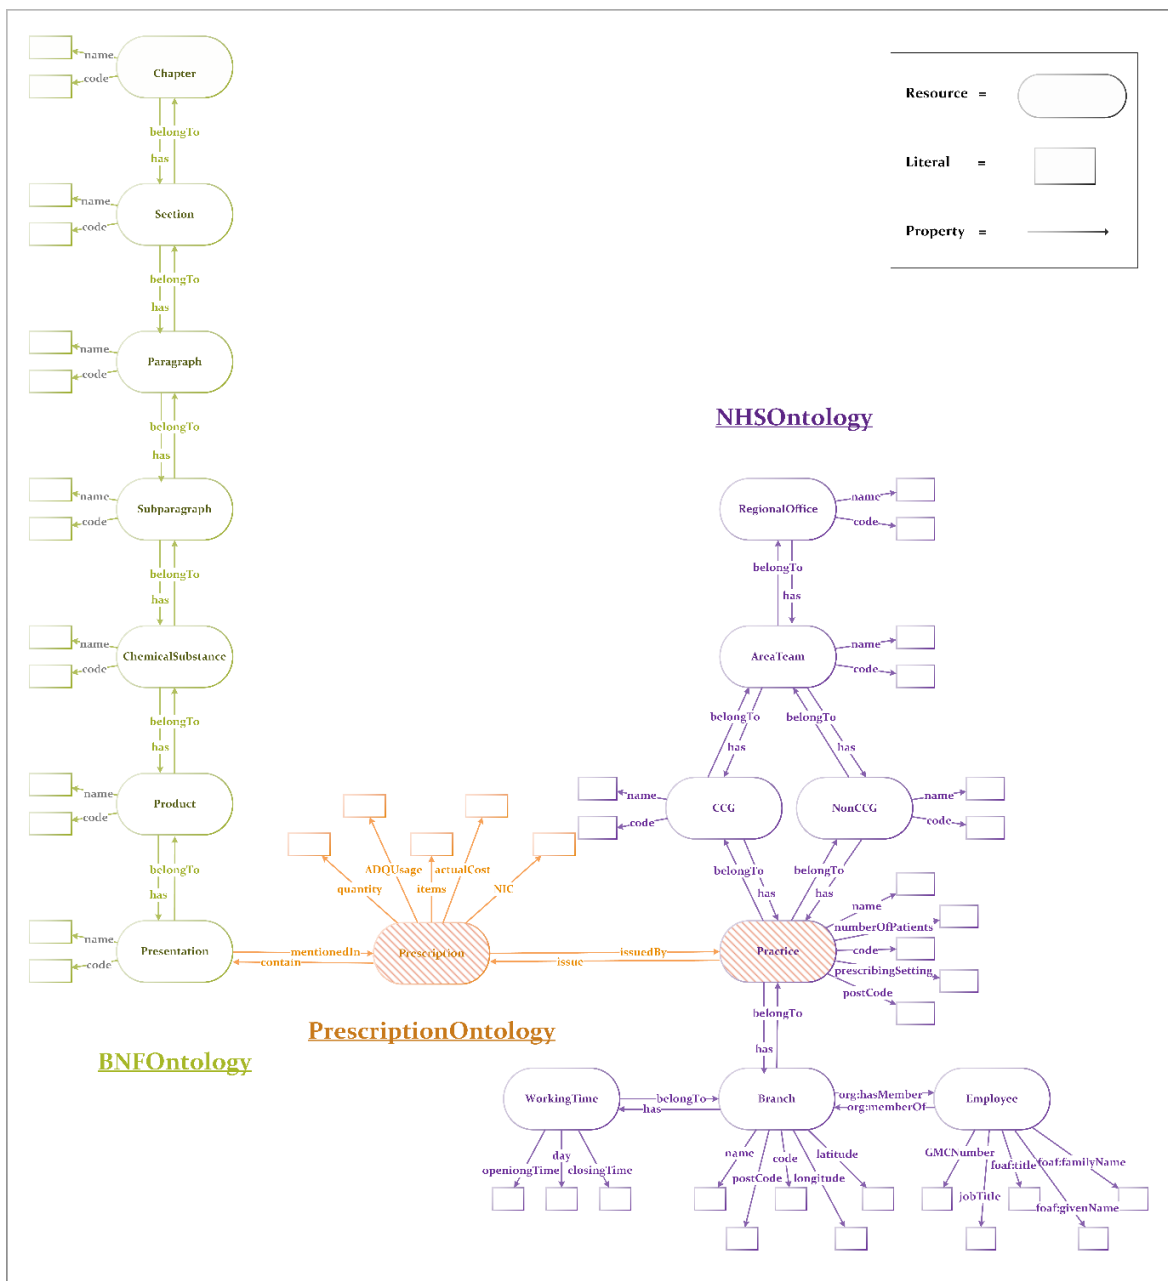 name
code
Chapter
belongTo
has
name
code
Section
belongTo
has
name
code
Paragraph
belongTo
has
name
code
Subparagraph
belongTo
has
name
code
ChemicalSubstance
belongTo
has
name
code
Product
belongTo
has
name
code
Presentation
BNFOntology
Resource =
Literal =
Property =
quantity
ADQUsage
items
actualCost
NIC
Prescription
mentionedIn
contain
issuedBy
issue
PrescriptionOntology
NHSOntology
RegionalOffice
name
code
belongTo
has
AreaTeam
name
code
belongTo
has
belongTo
has
name
code
CCG
NonCCG
name
code
belongTo
has
belongTo
has
Practice
name
numberOfPatients
code
prescribingSetting
postCode
belongTo
has
WorkingTime
belongTo
has
Branch
org:hasMember
org:memberOf
Employee
openiongTime
day
closingTime
name
postCode
code
longitude
latitude
GMCNumber
jobTitle
foaf:title
foaf:givenName
foaf:familyName